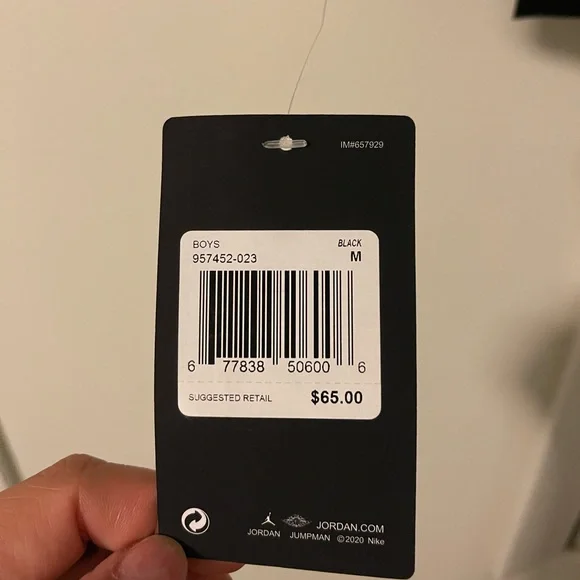 IM#657929
BOYS BLACK
957452-023 M
6 77838 50600 6
SUGGESTED RETAIL $65.00
JORDAN.COM
JORDAN JUMPMAN ©2020 Nike